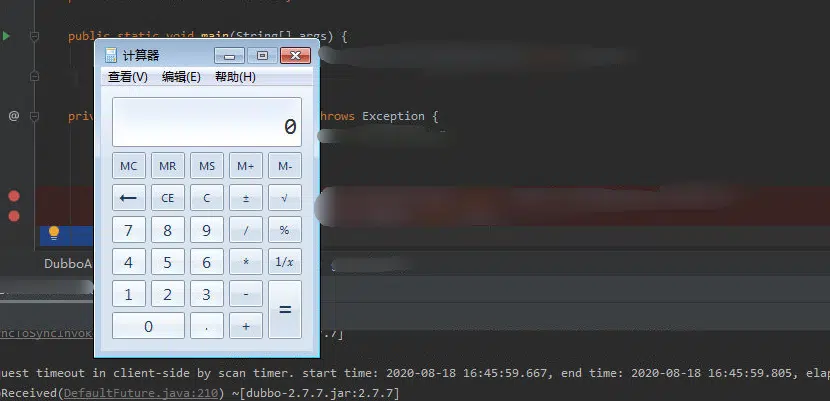 public static void main(String[] args) {
计算器
查看(V) 编辑(E) 帮助(H)
0
@ priv
throws Exception {
MC MR MS M+ M-
← CE C ± √
7 8 9 / %
4 5 6 * 1/x
1 2 3 - =
0 . +
DubboA
ncToSyncInvok
.7]
quest timeout in client-side by scan timer. start time: 2020-08-18 16:45:59.667, end time: 2020-08-18 16:45:59.805, elap
oReceived(DefaultFuture.java:210) ~[dubbo-2.7.7.jar:2.7.7]